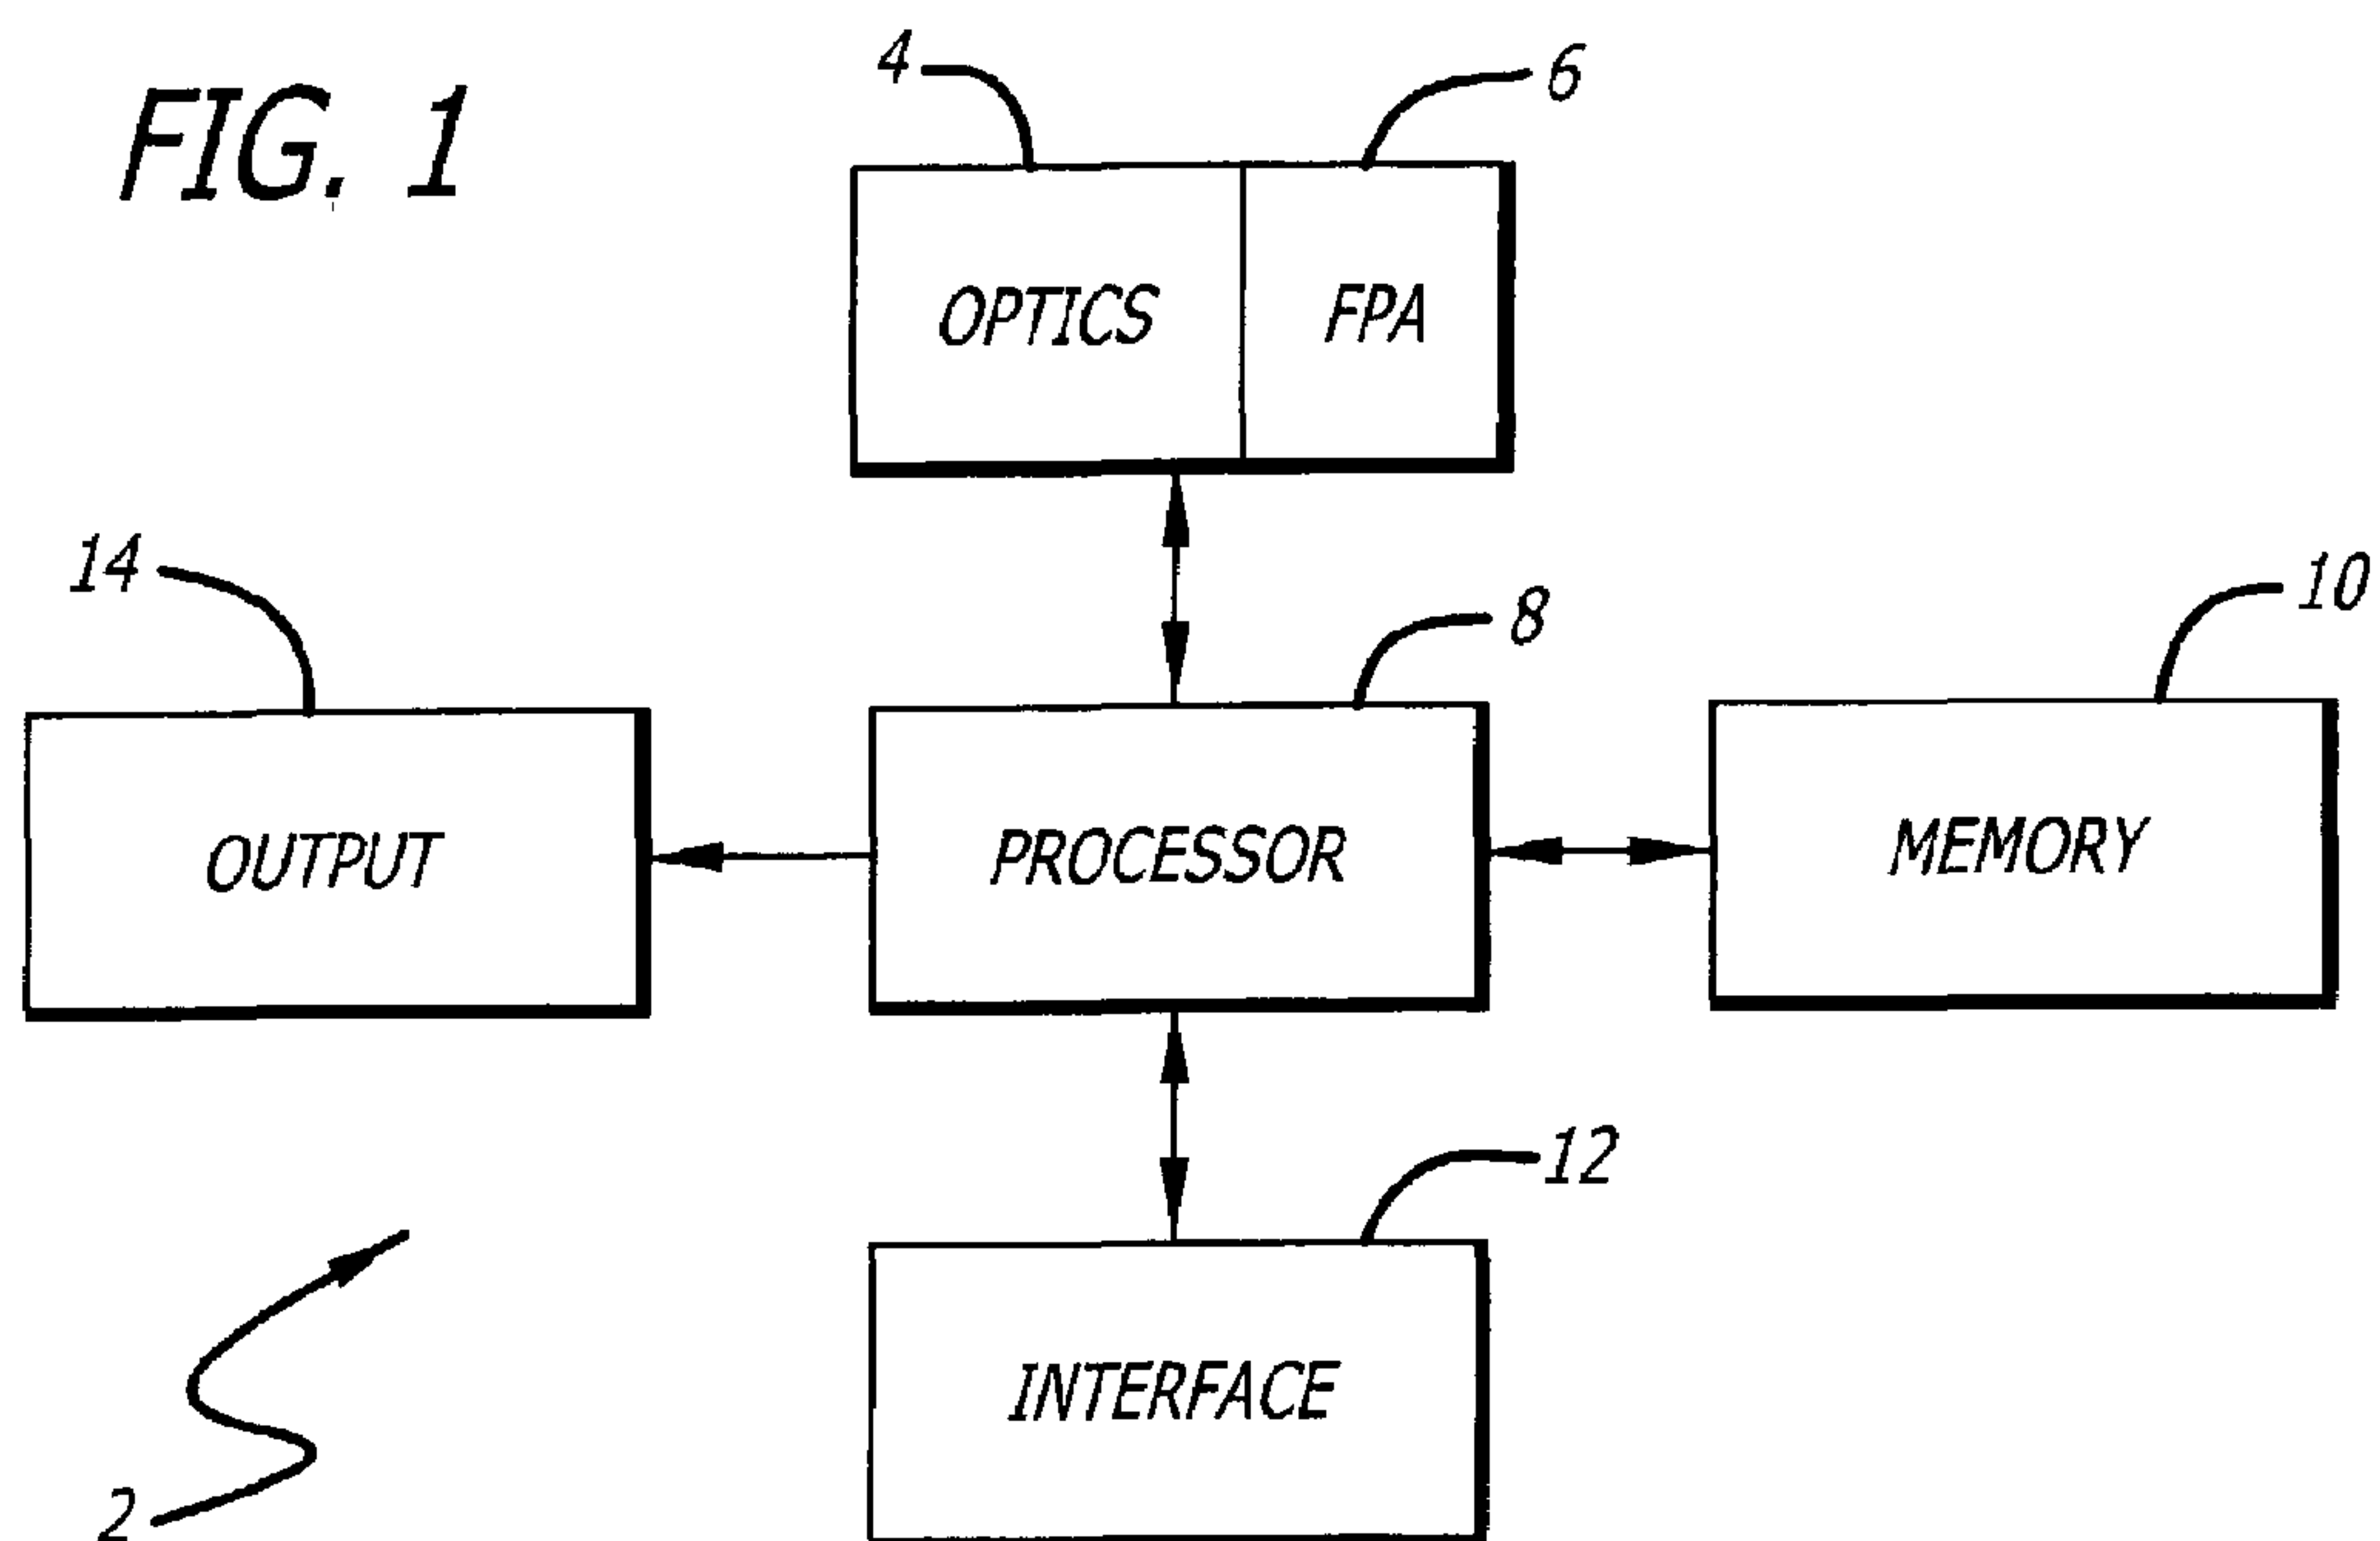 FIG. 1
4
6
OPTICS
FPA
14
8
10
OUTPUT
PROCESSOR
MEMORY
12
INTERFACE
2